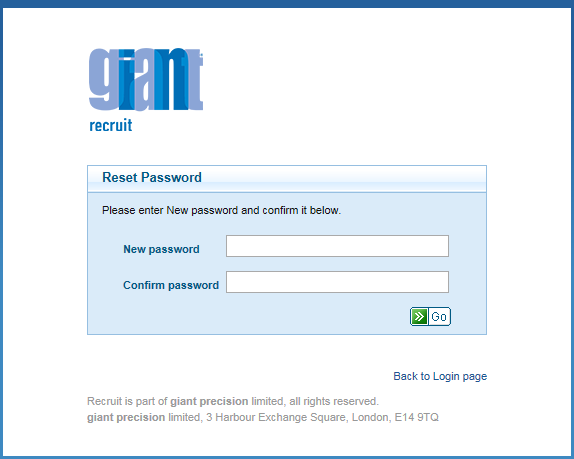 giant
recruit
Reset Password
Please enter New password and confirm it below.
New password
Confirm password
Go
Back to Login page
Recruit is part of giant precision limited, all rights reserved.
giant precision limited, 3 Harbour Exchange Square, London, E14 9TQ